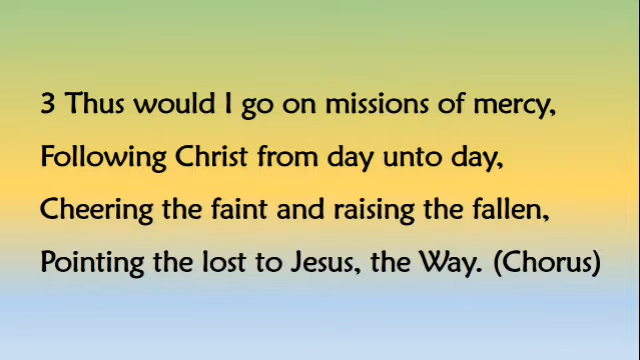 3 Thus would I go on missions of mercy,
Following Christ from day unto day,
Cheering the faint and raising the fallen,
Pointing the lost to Jesus, the Way. (Chorus)